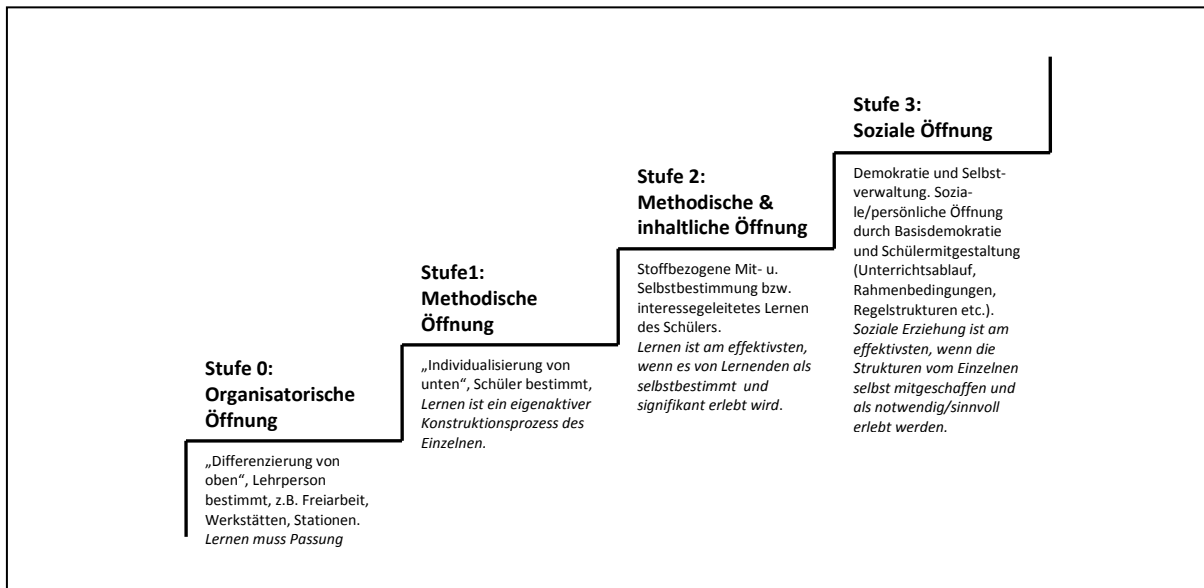 Stufe 0:
Organisatorische
Öffnung
„Differenzierung von
oben“, Lehrperson
bestimmt, z.B. Freiarbeit,
Werkstätten, Stationen.
Lernen muss Passung
Stufe1:
Methodische
Öffnung
„Individualisierung von
unten“, Schüler bestimmt,
Lernen ist ein eigenaktiver
Konstruktionsprozess des
Einzelnen.
Stufe 2:
Methodische &
inhaltliche Öffnung
Stoffbezogene Mit- u.
Selbstbestimmung bzw.
interessegeleitetes Lernen
des Schülers.
Lernen ist am effektivsten,
wenn es von Lernenden als
selbstbestimmt und
signifikant erlebt wird.
Stufe 3:
Soziale Öffnung
Demokratie und Selbst-
verwaltung. Sozia-
le/persönliche Öffnung
durch Basisdemokratie
und Schülermitgestaltung
(Unterrichtsablauf,
Rahmenbedingungen,
Regelstrukturen etc.).
Soziale Erziehung ist am
effektivsten, wenn die
Strukturen vom Einzelnen
selbst mitgeschaffen und
als notwendig/sinnvoll
erlebt werden.